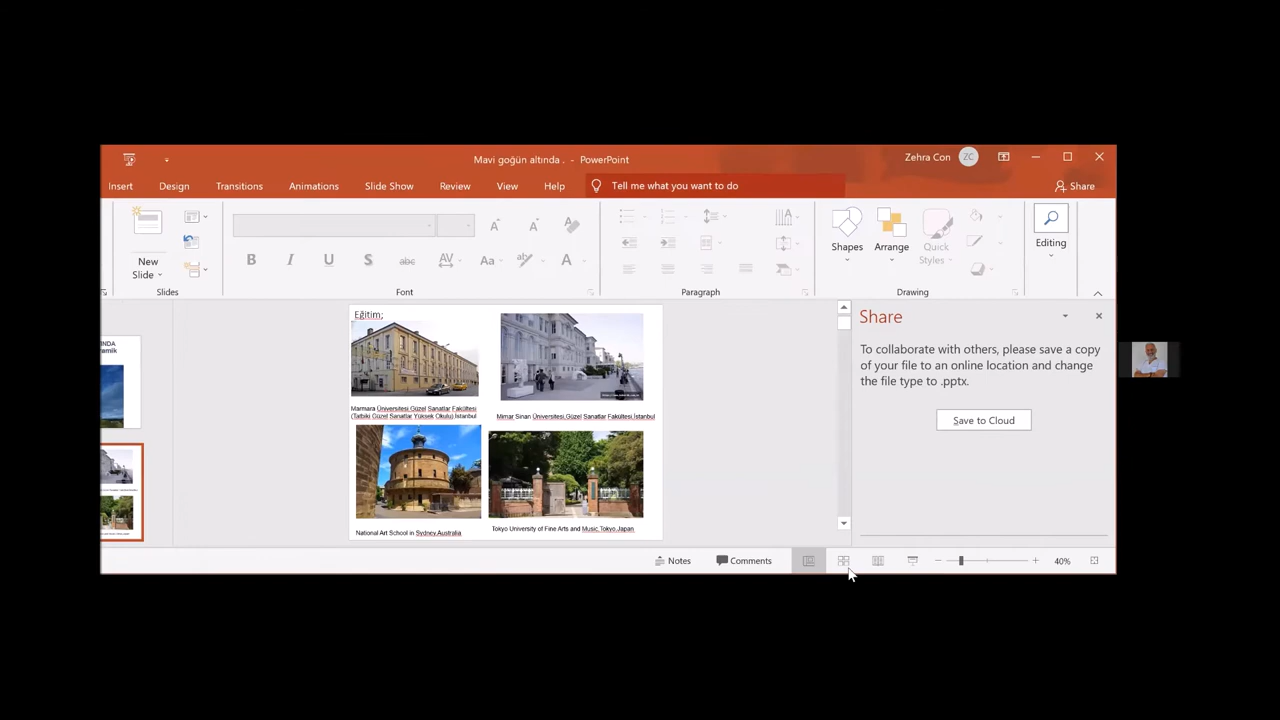 Mavi goğün altında . - PowerPoint
Zehra Con
ZC
Insert
Design
Transitions
Animations
Slide Show
Review
View
Help
Tell me what you want to do
Share
New
Slide
Slides
B
I
U
S
abc
AV
Aa
A
Font
Paragraph
Shapes
Arrange
Quick
Styles
Drawing
Editing
Eğitim;
Marmara Üniversitesi,Güzel Sanatlar Fakültesi
(Tatbiki Güzel Sanatlar Yüksek Okulu),İstanbul
Mimar Sinan Üniversitesi,Güzel Sanatlar Fakültesi,İstanbul
National Art School in Sydney,Australia
Tokyo University of Fine Arts and Music,Tokyo,Japan
Share
To collaborate with others, please save a copy
of your file to an online location and change
the file type to .pptx.
Save to Cloud
Notes
Comments
40%